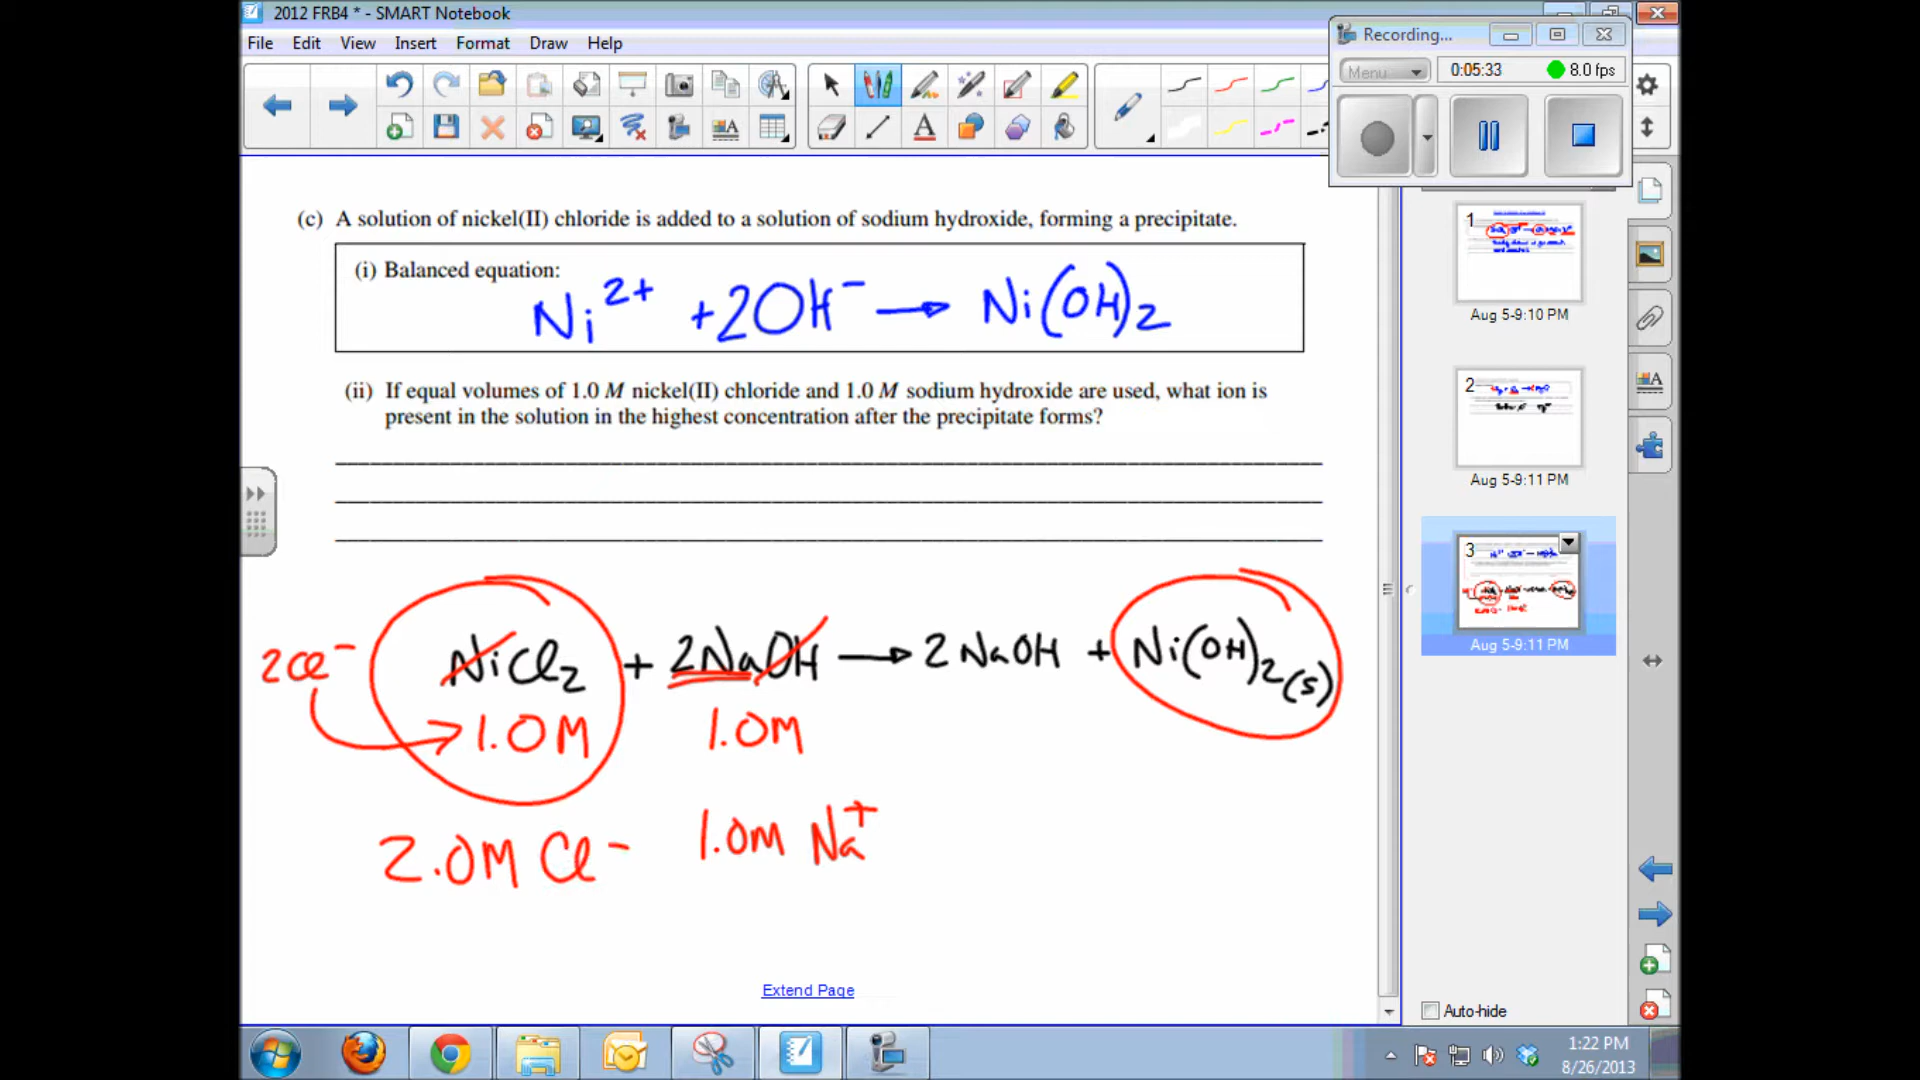 2012 FRB4 * - SMART Notebook
File Edit View Insert Format Draw Help
Recording...
Menu 0:05:33 8.0 fps
(c) A solution of nickel(II) chloride is added to a solution of sodium hydroxide, forming a precipitate.
(i) Balanced equation:
Ni²⁺ + 2OH⁻ → Ni(OH)₂
(ii) If equal volumes of 1.0 M nickel(II) chloride and 1.0 M sodium hydroxide are used, what ion is
present in the solution in the highest concentration after the precipitate forms?
2Cl⁻ NiCl₂ + 2NaOH → 2NaOH + Ni(OH)₂(s)
1.0M 1.0M
2.0M Cl⁻ 1.0M Na⁺
Extend Page
1
Aug 5-9:10 PM
2
Aug 5-9:11 PM
3
Aug 5-9:11 PM
Auto-hide
1:22 PM
8/26/2013